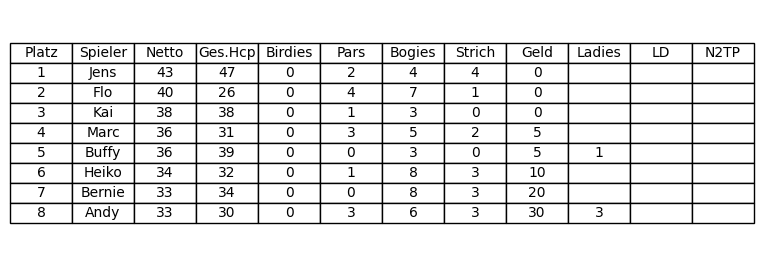 Platz Spieler Netto Ges.Hcp Birdies Pars Bogies Strich Geld Ladies LD N2TP
1 Jens 43 47 0 2 4 4 0
2 Flo 40 26 0 4 7 1 0
3 Kai 38 38 0 1 3 0 0
4 Marc 36 31 0 3 5 2 5
5 Buffy 36 39 0 0 3 0 5 1
6 Heiko 34 32 0 1 8 3 10
7 Bernie 33 34 0 0 8 3 20
8 Andy 33 30 0 3 6 3 30 3